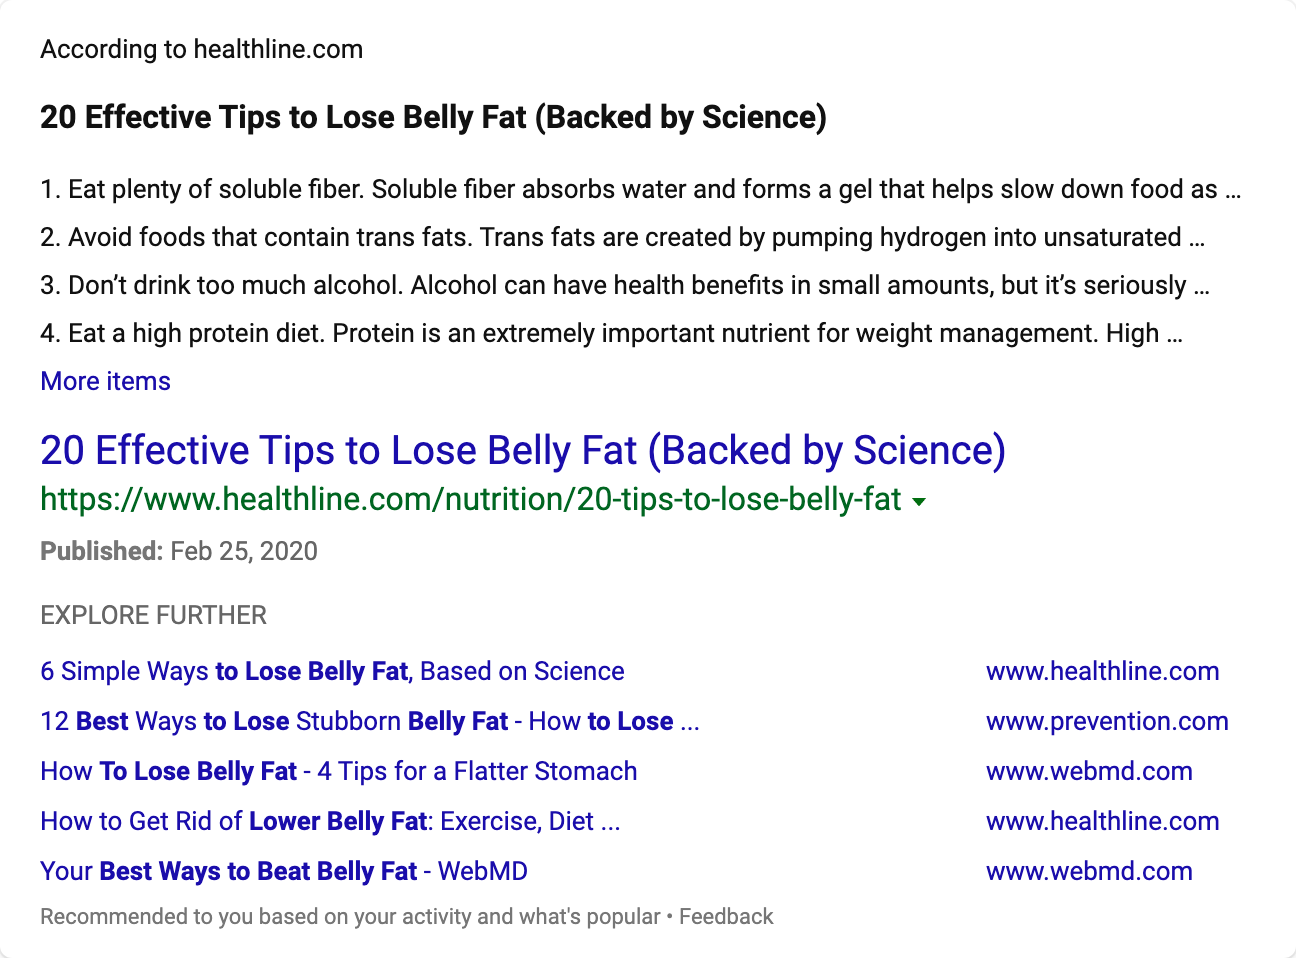 According to healthline.com
20 Effective Tips to Lose Belly Fat (Backed by Science)
1. Eat plenty of soluble fiber. Soluble fiber absorbs water and forms a gel that helps slow down food as ...
2. Avoid foods that contain trans fats. Trans fats are created by pumping hydrogen into unsaturated ...
3. Don’t drink too much alcohol. Alcohol can have health benefits in small amounts, but it’s seriously ...
4. Eat a high protein diet. Protein is an extremely important nutrient for weight management. High ...
More items
20 Effective Tips to Lose Belly Fat (Backed by Science)
https://www.healthline.com/nutrition/20-tips-to-lose-belly-fat
Published: Feb 25, 2020
EXPLORE FURTHER
6 Simple Ways to Lose Belly Fat, Based on Science www.healthline.com
12 Best Ways to Lose Stubborn Belly Fat - How to Lose ... www.prevention.com
How To Lose Belly Fat - 4 Tips for a Flatter Stomach www.webmd.com
How to Get Rid of Lower Belly Fat: Exercise, Diet ... www.healthline.com
Your Best Ways to Beat Belly Fat - WebMD www.webmd.com
Recommended to you based on your activity and what's popular • Feedback